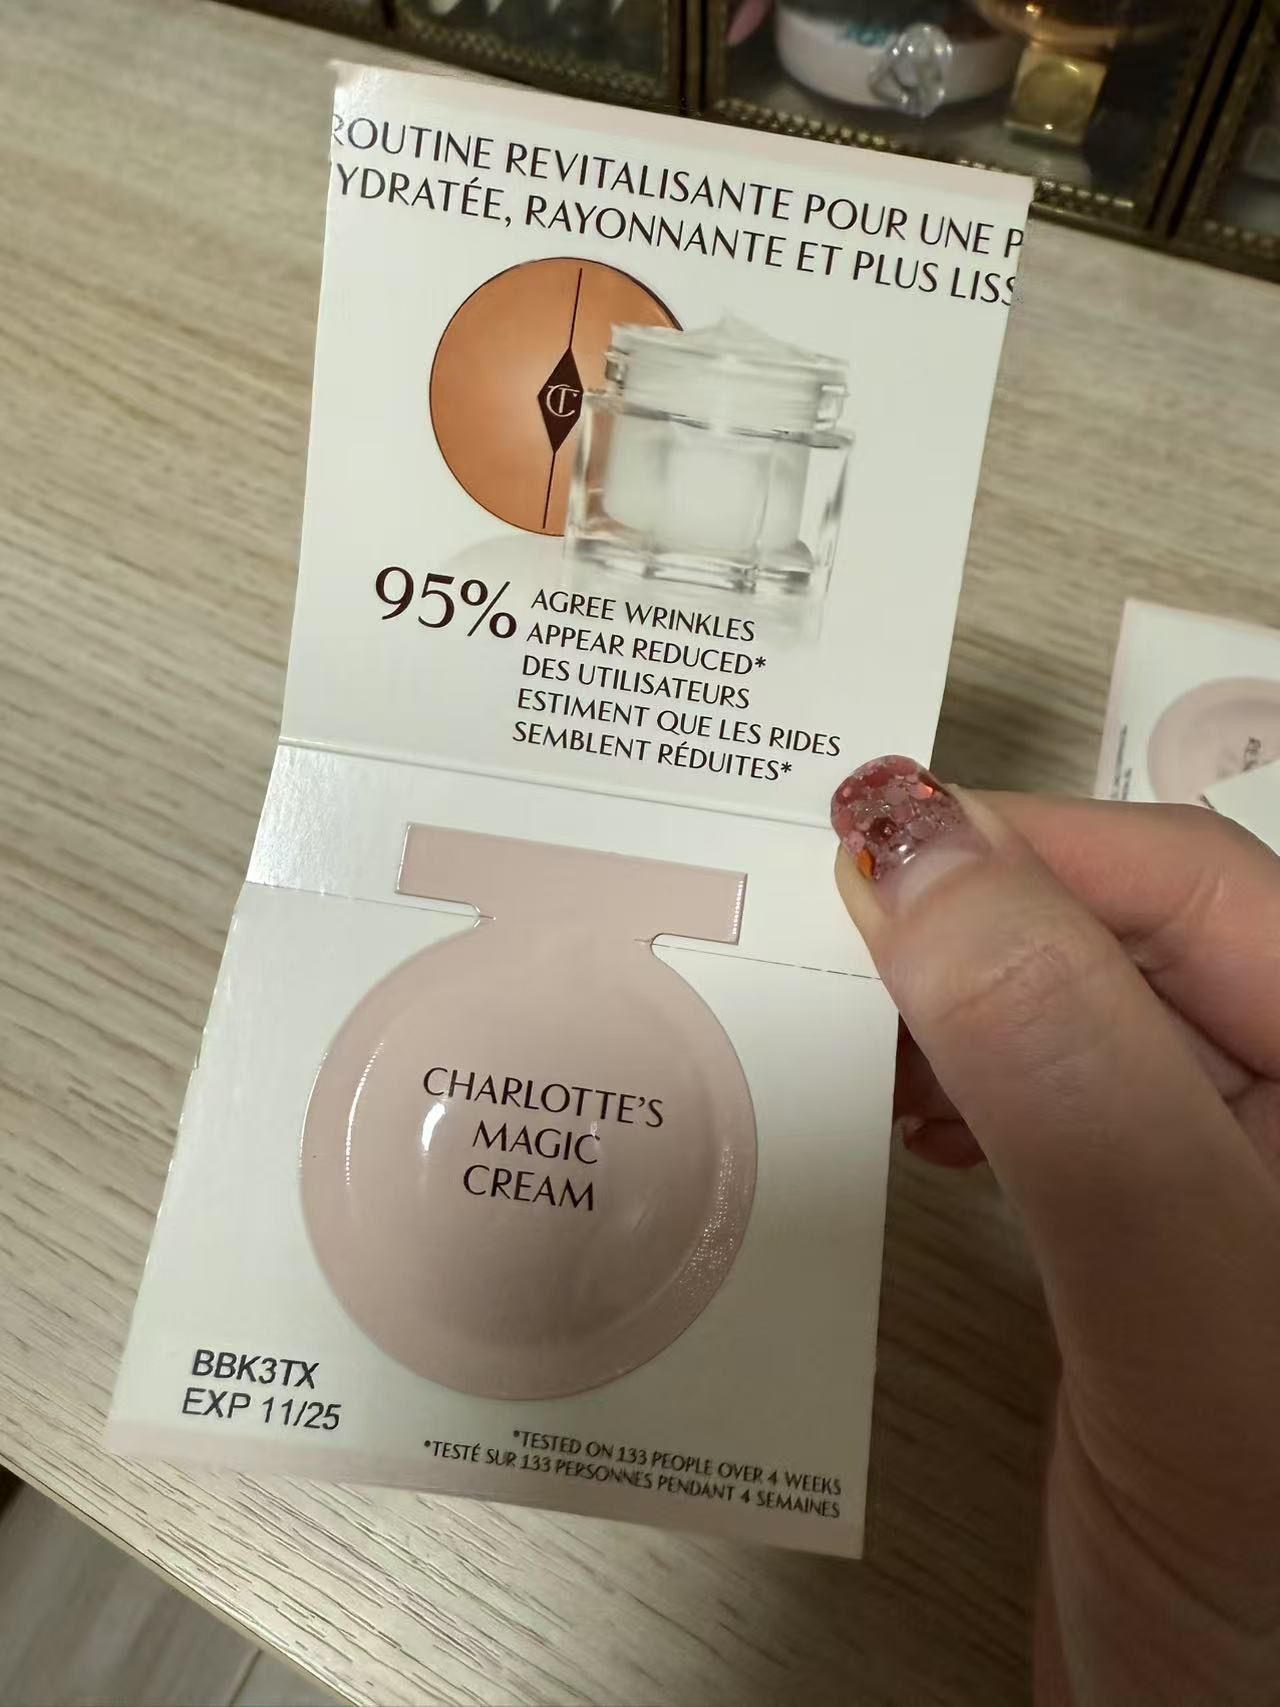 ROUTINE REVITALISANTE POUR UNE P
YDRATÉE, RAYONNANTE ET PLUS LISS
CT
95% AGREE WRINKLES
APPEAR REDUCED*
DES UTILISATEURS
ESTIMENT QUE LES RIDES
SEMBLENT RÉDUITES*
CHARLOTTE'S
MAGIC
CREAM
BBK3TX
EXP 11/25
*TESTED ON 133 PEOPLE OVER 4 WEEKS
*TESTÉ SUR 133 PERSONNES PENDANT 4 SEMAINES